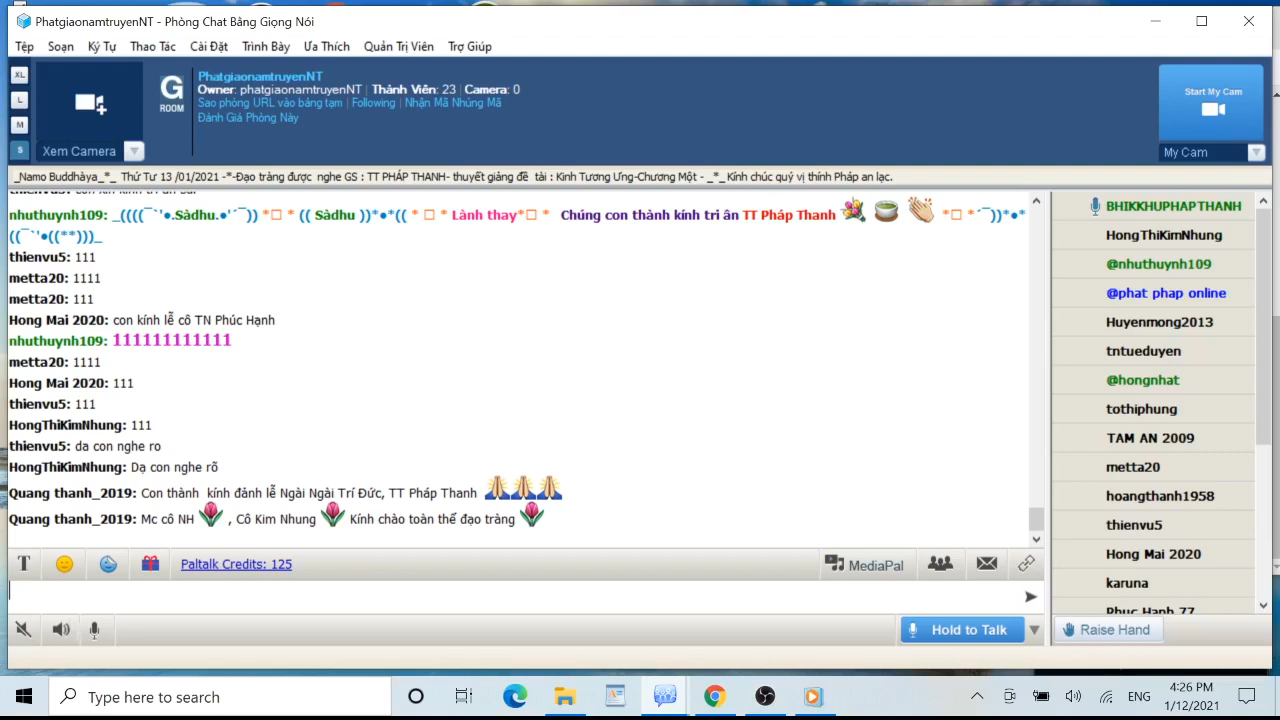 PhatgiaonamtruyenNT - Phòng Chat Bằng Giọng Nói
Tệp Soạn Ký Tự Thao Tác Cài Đặt Trình Bày Ưa Thích Quản Trị Viên Trợ Giúp
XL
L
M
S
Xem Camera
G
ROOM
PhatgiaonamtruyenNT
Owner: phatgiaonamtruyenNT | Thành Viên: 23 | Camera: 0
Sao phòng URL vào bảng tạm | Following | Nhận Mã Nhúng Mã
Đánh Giá Phòng Này
Start My Cam
My Cam
_Namo Buddhàya_*_ Thứ Tư 13 /01/2021 -*-Đạo tràng được nghe GS : TT PHÁP THANH- thuyết giảng đề tài : Kinh Tương Ưng-Chương Một - _*_Kính chúc quý vị thính Pháp an lạc.
nhuthuynh109: _((((¯`'•.Sàdhu.•'´¯)) *□ * (( Sàdhu ))*•*(( * □ * Lành thay*□ * Chúng con thành kính tri ân TT Pháp Thanh *□ *´¯))*•*
((¯`'•((**)))_
thienvu5: 111
metta20: 1111
metta20: 111
Hong Mai 2020: con kính lễ cô TN Phúc Hạnh
nhuthuynh109: 111111111111
metta20: 1111
Hong Mai 2020: 111
thienvu5: 111
HongThiKimNhung: 111
thienvu5: da con nghe ro
HongThiKimNhung: Dạ con nghe rõ
Quang thanh_2019: Con thành kính đảnh lễ Ngài Ngài Trí Đức, TT Pháp Thanh
Quang thanh_2019: Mc cô NH , Cô Kim Nhung Kính chào toàn thể đạo tràng
BHIKKHUPHAPTHANH
HongThiKimNhung
@nhuthuynh109
@phat phap online
Huyenmong2013
tntueduyen
@hongnhat
tothiphung
TAM AN 2009
metta20
hoangthanh1958
thienvu5
Hong Mai 2020
karuna
Phuc Hanh 77
T Paltalk Credits: 125 MediaPal
Hold to Talk
Raise Hand
Type here to search
ENG
4:26 PM
1/12/2021